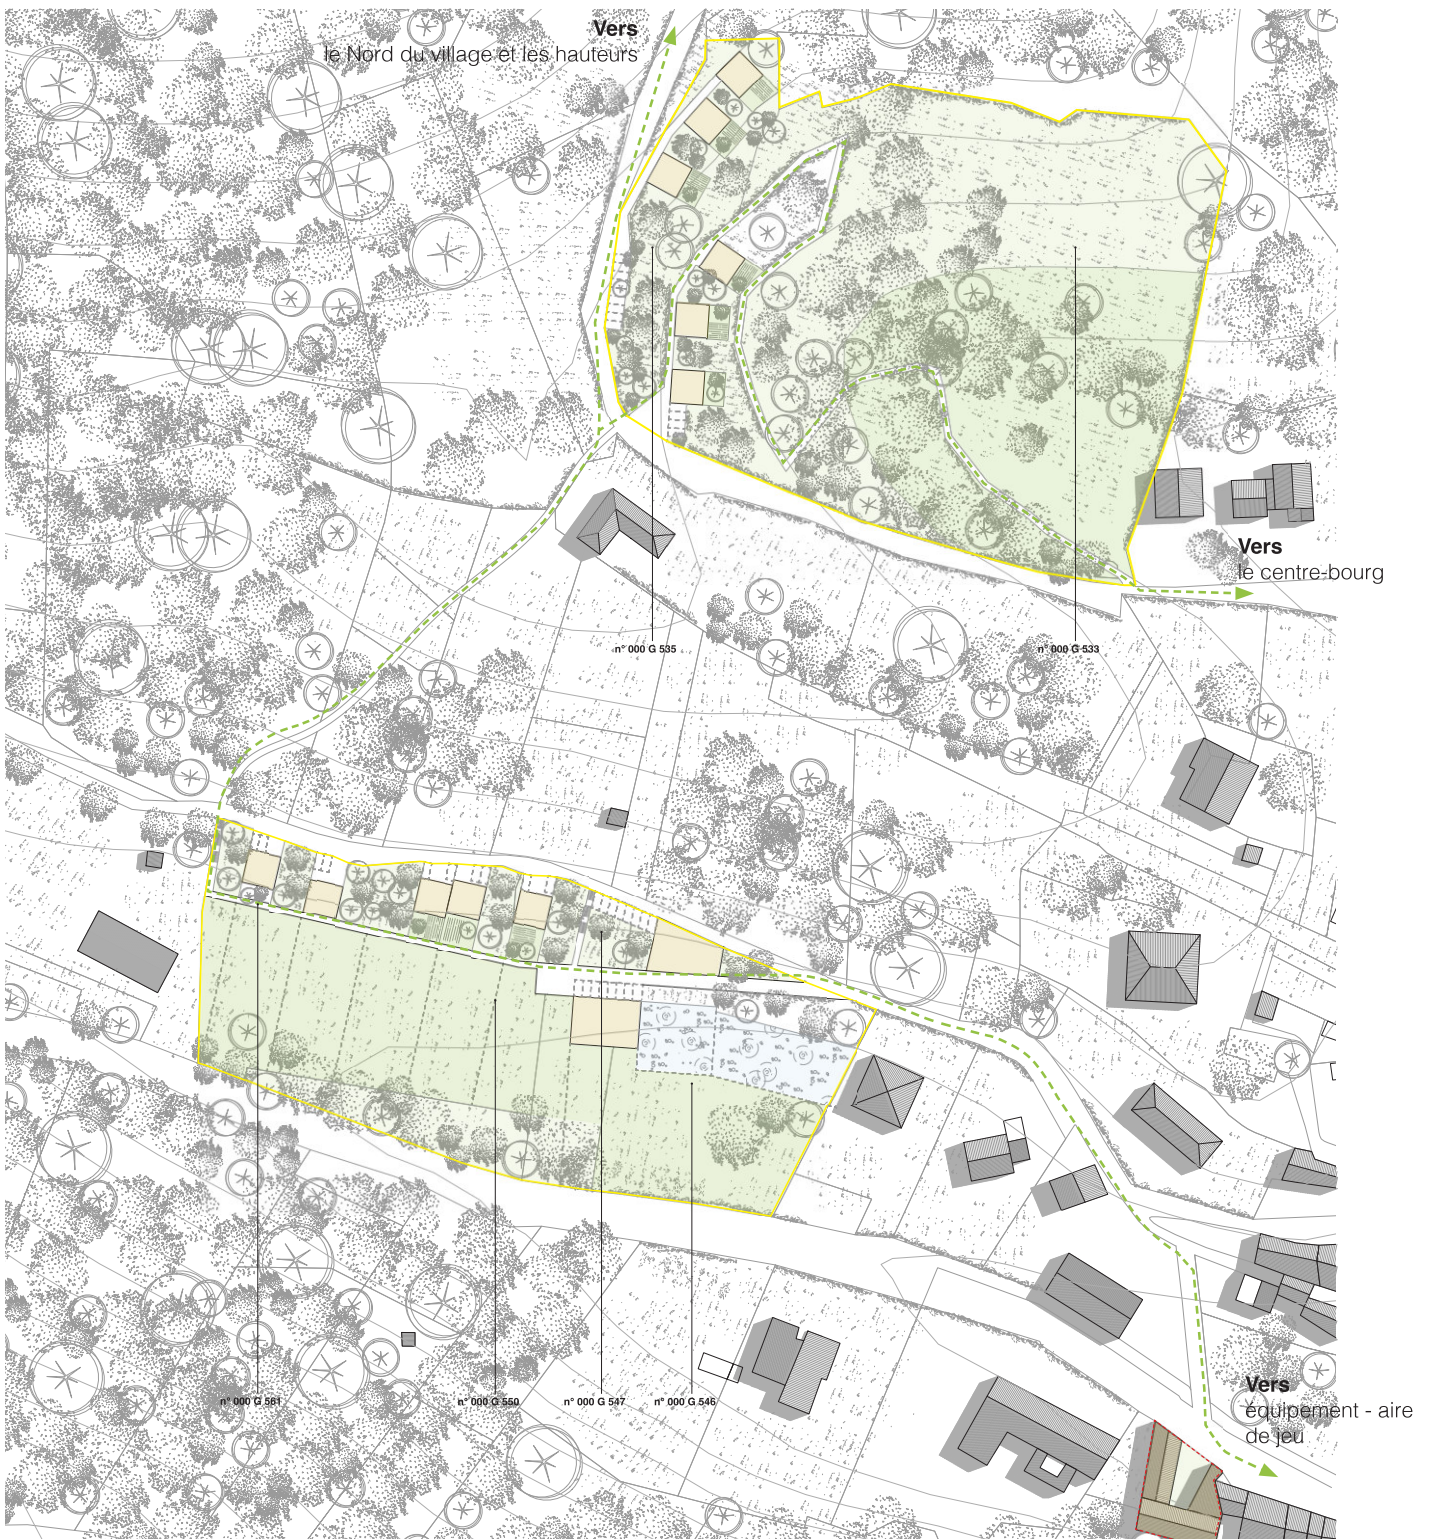 Vers
le Nord du village et les hauteurs
Vers
le centre-bourg
n° 000 G 535
n° 000 G 533
n° 000 G 561
n° 000 G 550
n° 000 G 547
n° 000 G 546
Vers
équipement - aire
de jeu